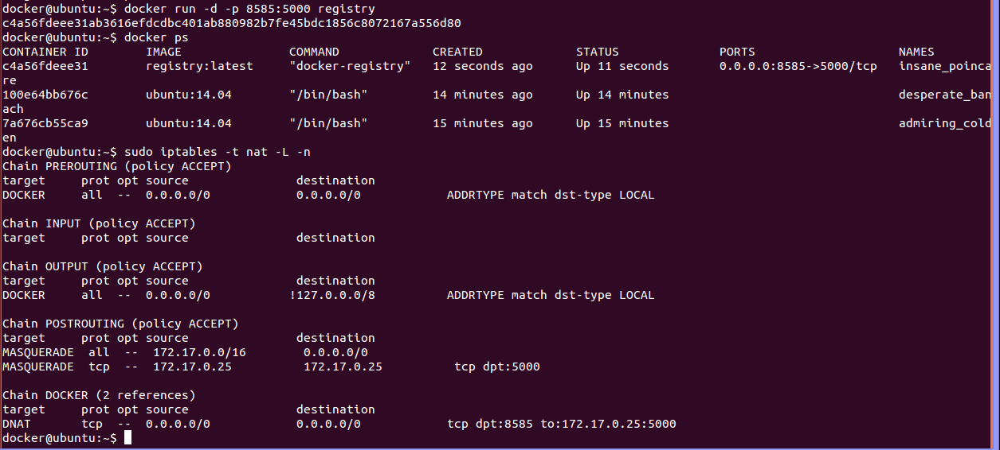 docker@ubuntu:~$ docker run -d -p 8585:5000 registry
c4a56fdeee31ab3616efdcdbc401ab880982b7fe45bdc1856c8072167a556d80
docker@ubuntu:~$ docker ps
CONTAINER ID        IMAGE               COMMAND             CREATED             STATUS              PORTS                    NAMES
c4a56fdeee31        registry:latest     "docker-registry"   12 seconds ago      Up 11 seconds       0.0.0.0:8585->5000/tcp   insane_poinca
re
100e64bb676c        ubuntu:14.04        "/bin/bash"         14 minutes ago      Up 14 minutes                                desperate_ban
ach
7a676cb55ca9        ubuntu:14.04        "/bin/bash"         15 minutes ago      Up 15 minutes                                admiring_cold
en
docker@ubuntu:~$ sudo iptables -t nat -L -n
Chain PREROUTING (policy ACCEPT)
target     prot opt source               destination
DOCKER     all  --  0.0.0.0/0            0.0.0.0/0            ADDRTYPE match dst-type LOCAL

Chain INPUT (policy ACCEPT)
target     prot opt source               destination

Chain OUTPUT (policy ACCEPT)
target     prot opt source               destination
DOCKER     all  --  0.0.0.0/0           !127.0.0.0/8          ADDRTYPE match dst-type LOCAL

Chain POSTROUTING (policy ACCEPT)
target     prot opt source               destination
MASQUERADE  all  --  172.17.0.0/16        0.0.0.0/0
MASQUERADE  tcp  --  172.17.0.25          172.17.0.25          tcp dpt:5000

Chain DOCKER (2 references)
target     prot opt source               destination
DNAT       tcp  --  0.0.0.0/0            0.0.0.0/0            tcp dpt:8585 to:172.17.0.25:5000
docker@ubuntu:~$